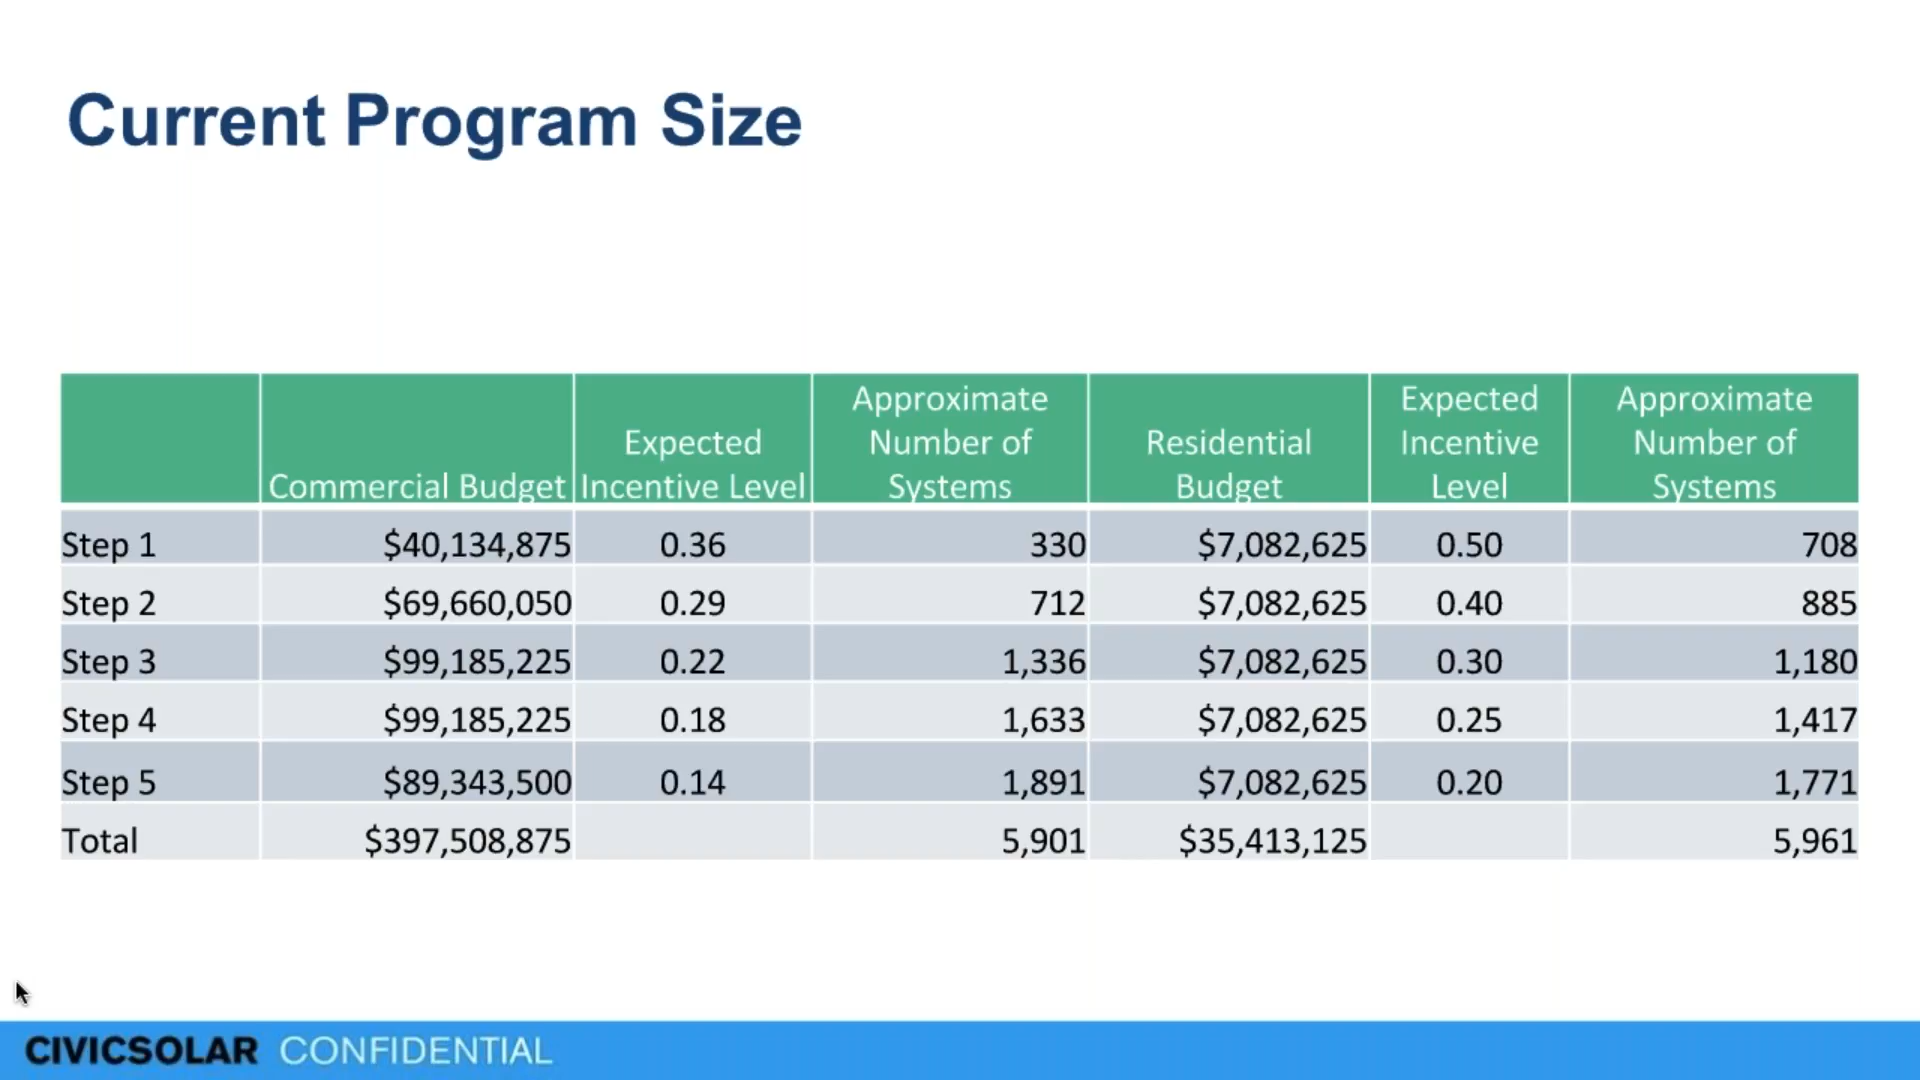 Current Program Size
Commercial Budget | Expected Incentive Level | Approximate Number of Systems | Residential Budget | Expected Incentive Level | Approximate Number of Systems
Step 1 | $40,134,875 | 0.36 | 330 | $7,082,625 | 0.50 | 708
Step 2 | $69,660,050 | 0.29 | 712 | $7,082,625 | 0.40 | 885
Step 3 | $99,185,225 | 0.22 | 1,336 | $7,082,625 | 0.30 | 1,180
Step 4 | $99,185,225 | 0.18 | 1,633 | $7,082,625 | 0.25 | 1,417
Step 5 | $89,343,500 | 0.14 | 1,891 | $7,082,625 | 0.20 | 1,771
Total | $397,508,875 | | 5,901 | $35,413,125 | | 5,961
CIVICSOLAR CONFIDENTIAL